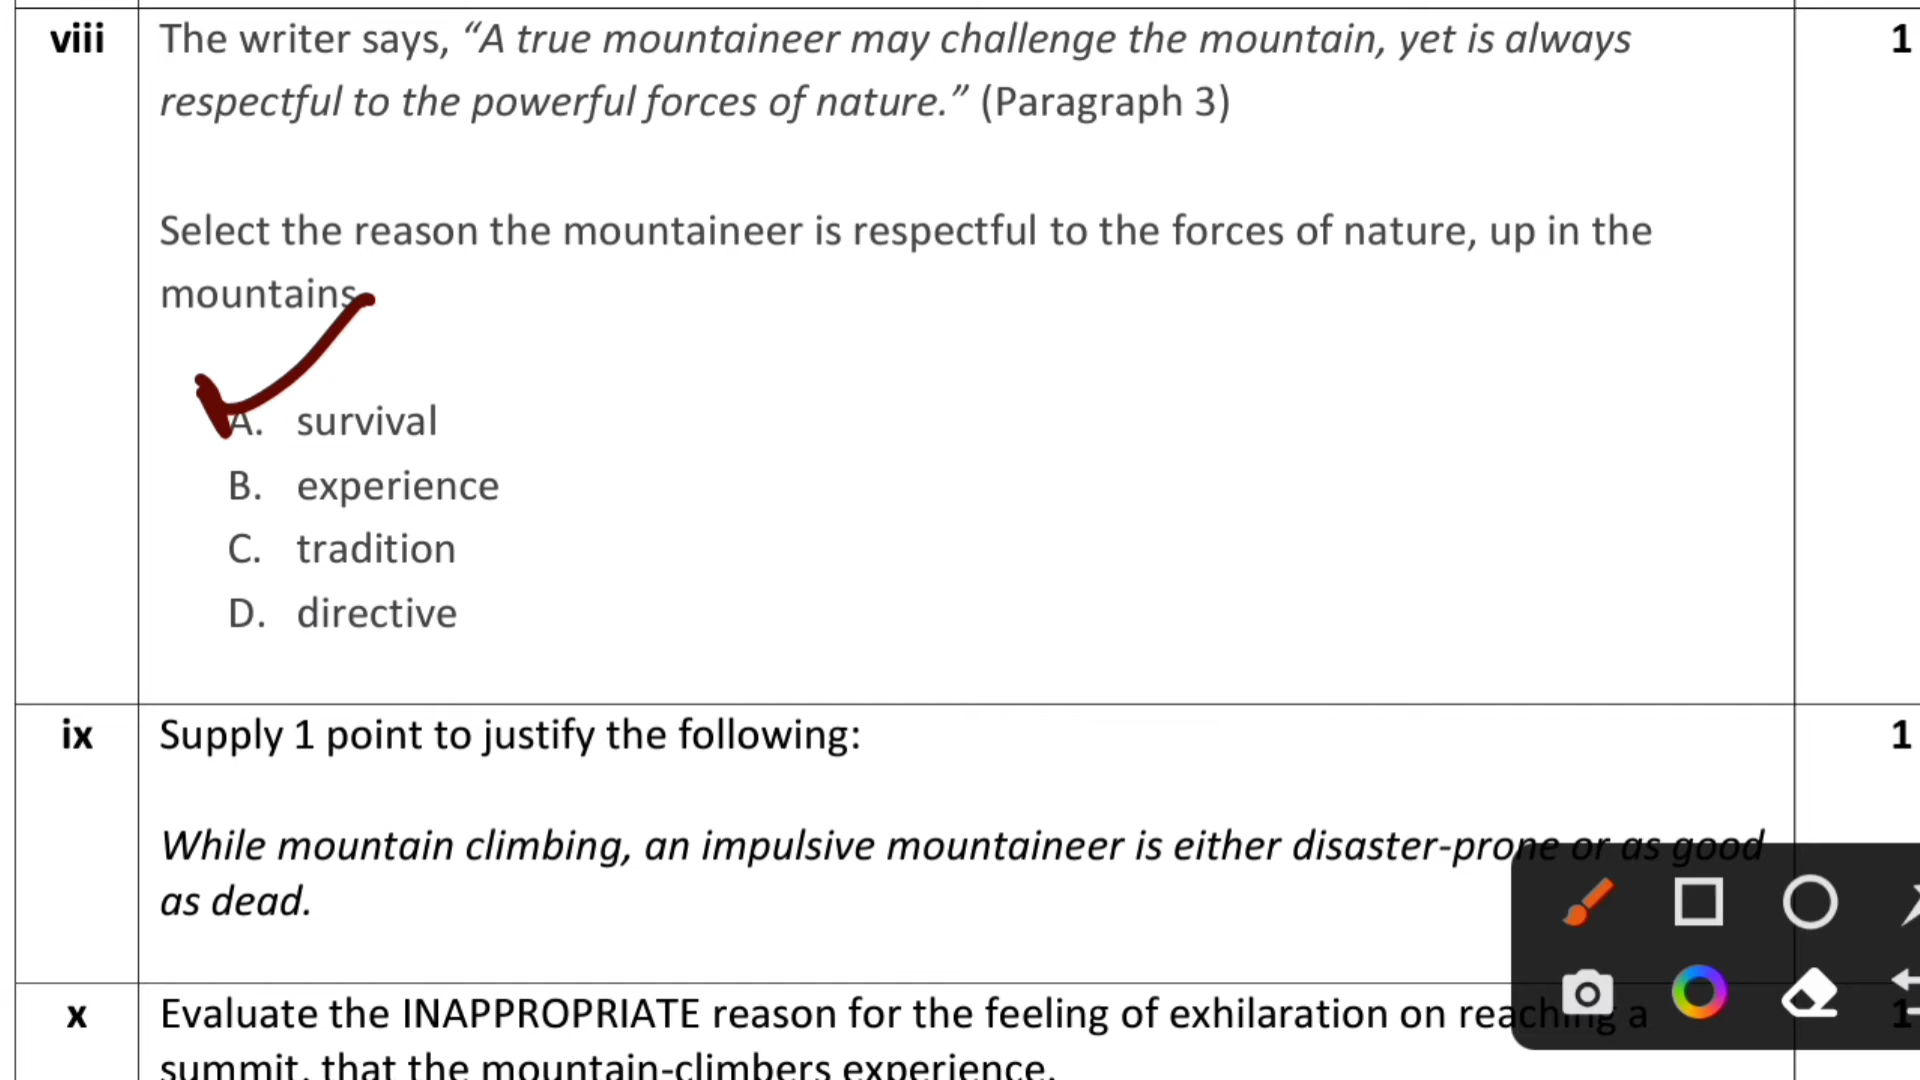 viii The writer says, “A true mountaineer may challenge the mountain, yet is always 1
respectful to the powerful forces of nature.” (Paragraph 3)
Select the reason the mountaineer is respectful to the forces of nature, up in the
mountains.
A. survival
B. experience
C. tradition
D. directive
ix Supply 1 point to justify the following: 1
While mountain climbing, an impulsive mountaineer is either disaster-prone or as good
as dead.
x Evaluate the INAPPROPRIATE reason for the feeling of exhilaration on reaching a 1
summit, that the mountain-climbers experience.